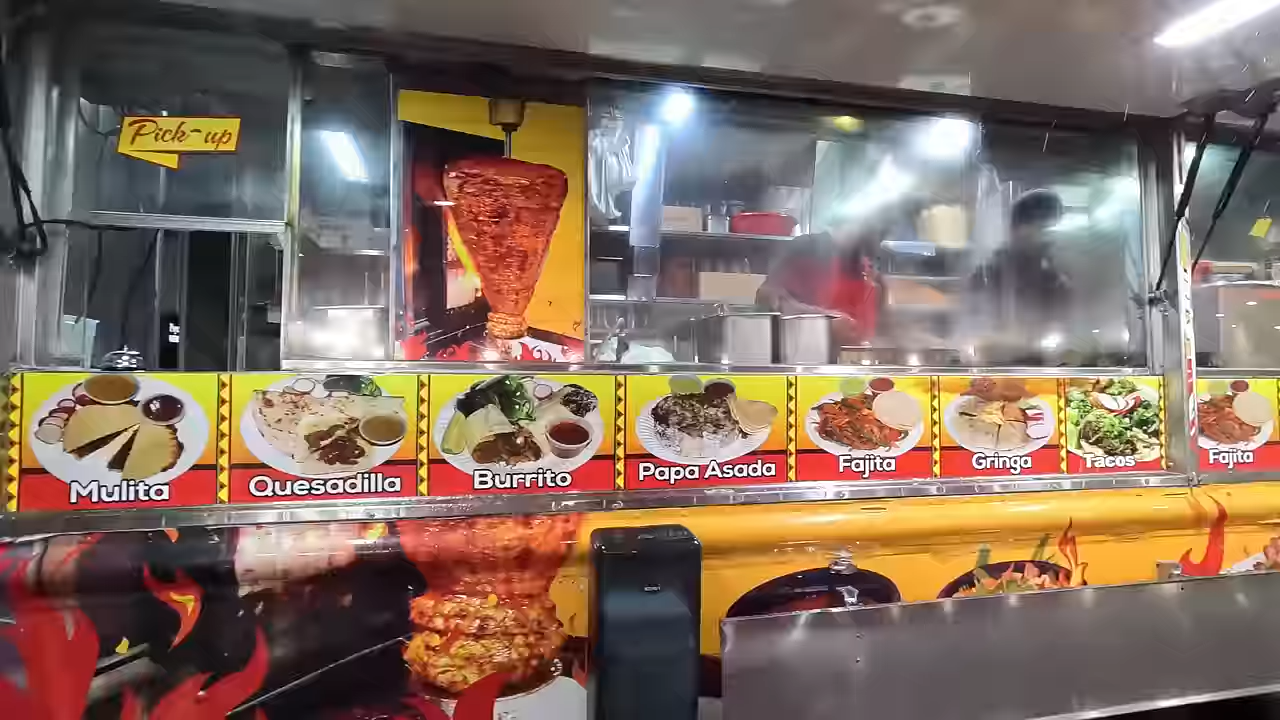 Pick-up
Mulita
Quesadilla
Burrito
Papa Asada
Fajita
Gringa
Tacos
Fajita